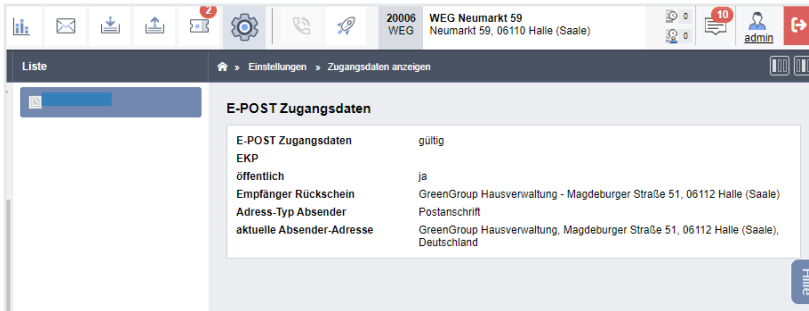 2
20006
WEG
WEG Neumarkt 59
Neumarkt 59, 06110 Halle (Saale)
0
0
10
admin
Liste
» Einstellungen » Zugangsdaten anzeigen
E-POST Zugangsdaten
E-POST Zugangsdaten gültig
EKP
öffentlich ja
Empfänger Rückschein GreenGroup Hausverwaltung - Magdeburger Straße 51, 06112 Halle (Saale)
Adress-Typ Absender Postanschrift
aktuelle Absender-Adresse GreenGroup Hausverwaltung, Magdeburger Straße 51, 06112 Halle (Saale),
Deutschland
Hilfe